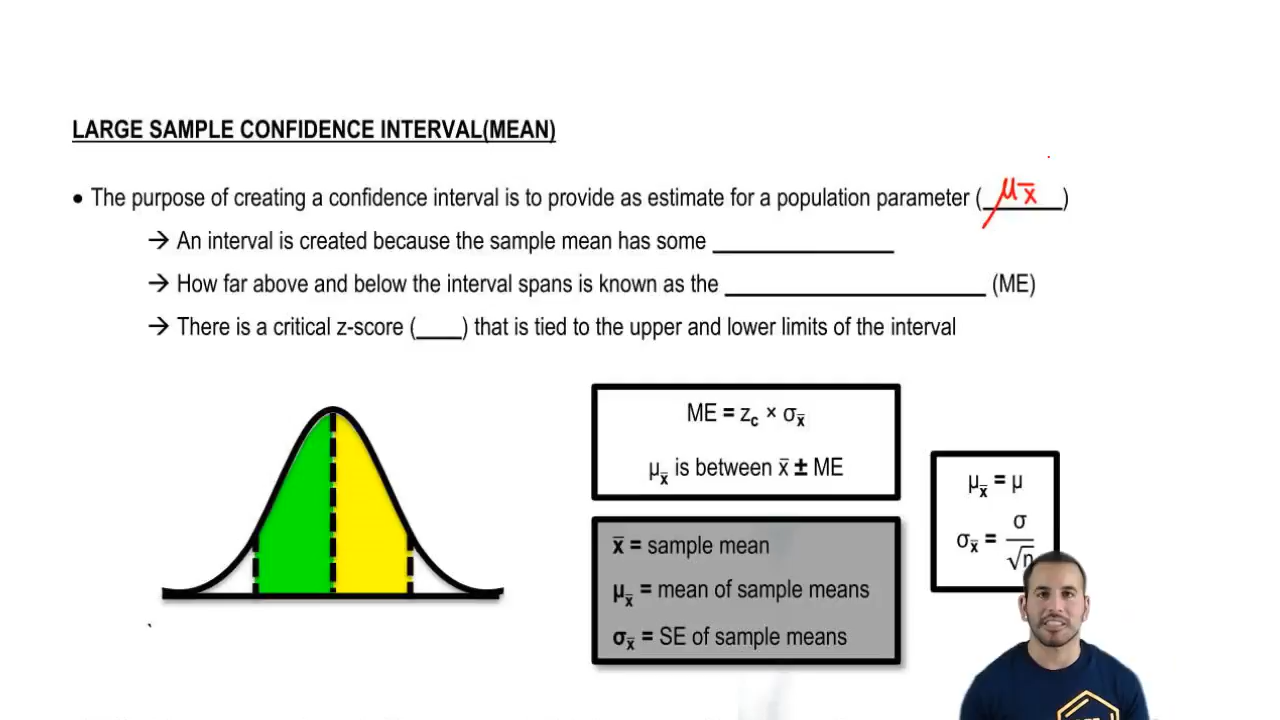 LARGE SAMPLE CONFIDENCE INTERVAL(MEAN)
• The purpose of creating a confidence interval is to provide as estimate for a population parameter (μx̄)
→ An interval is created because the sample mean has some ____________
→ How far above and below the interval spans is known as the ____________ (ME)
→ There is a critical z-score (____) that is tied to the upper and lower limits of the interval
ME = zc × σx̄
μx̄ is between x̄ ± ME
x̄ = sample mean
μx̄ = mean of sample means
σx̄ = SE of sample means
μx̄ = μ
σx̄ = σ/√n